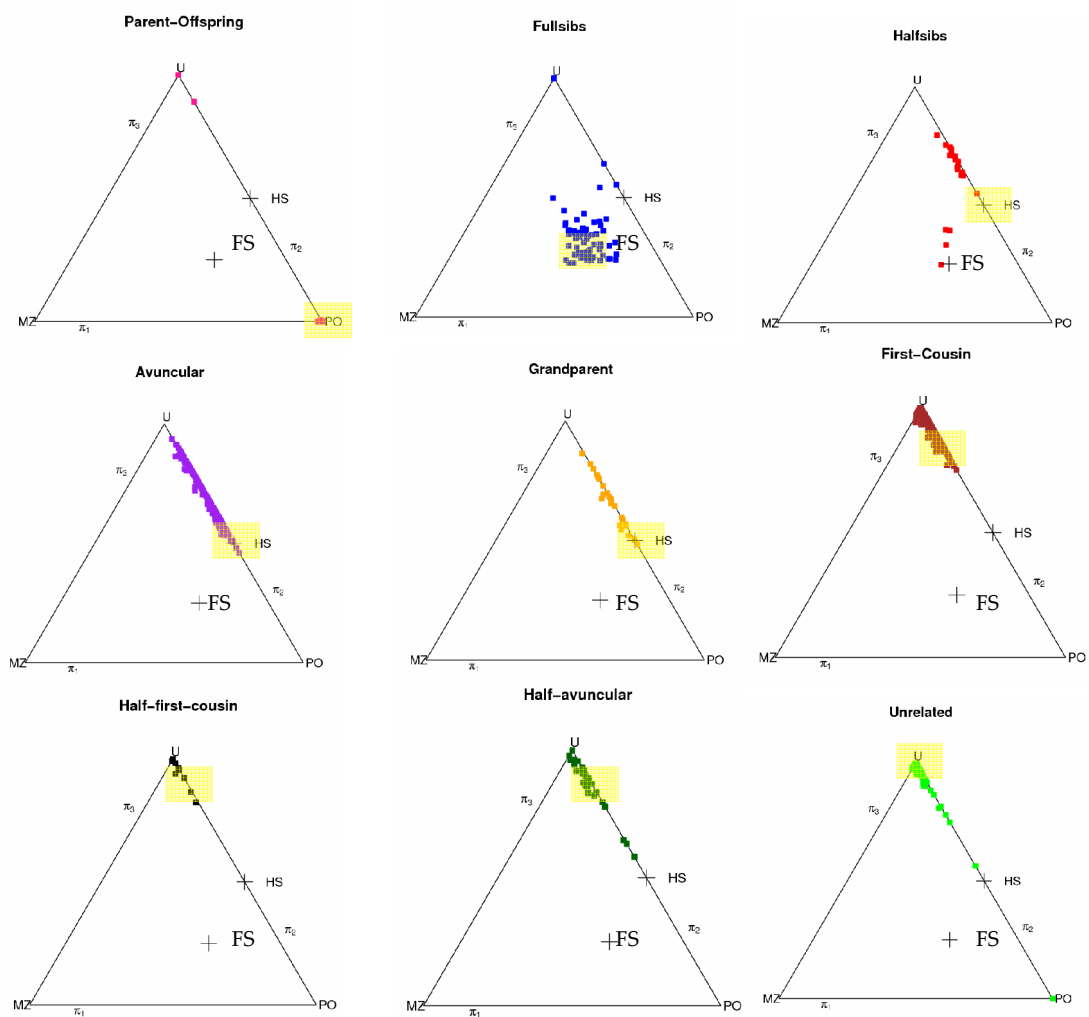 Parent-Offspring
U
π3
HS
FS
π2
MZ
PO
π1
Fullsibs
U
π3
HS
FS
π2
MZ
PO
π1
Halfsibs
U
π3
HS
π2
FS
MZ
PO
π1
Avuncular
U
π3
HS
π2
FS
MZ
PO
π1
Grandparent
U
π3
HS
π2
FS
MZ
PO
π1
First-Cousin
U
π3
HS
π2
FS
MZ
PO
π1
Half-first-cousin
U
π3
HS
π2
FS
MZ
PO
π1
Half-avuncular
U
π3
HS
π2
FS
MZ
PO
π1
Unrelated
U
π3
HS
π2
FS
MZ
PO
π1